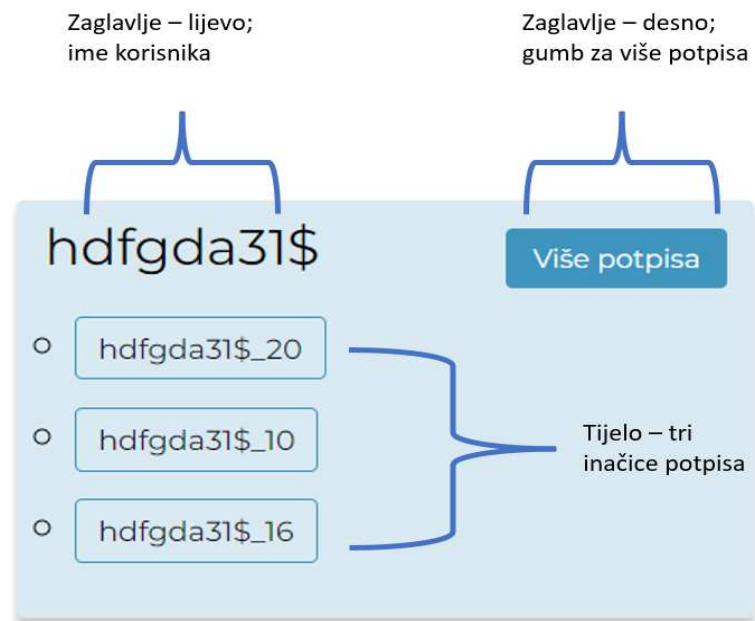 Zaglavlje – lijevo;
ime korisnika
Zaglavlje – desno;
gumb za više potpisa
hdfgda31$
Više potpisa
hdfgda31$_20
hdfgda31$_10
hdfgda31$_16
Tijelo – tri
inačice potpisa